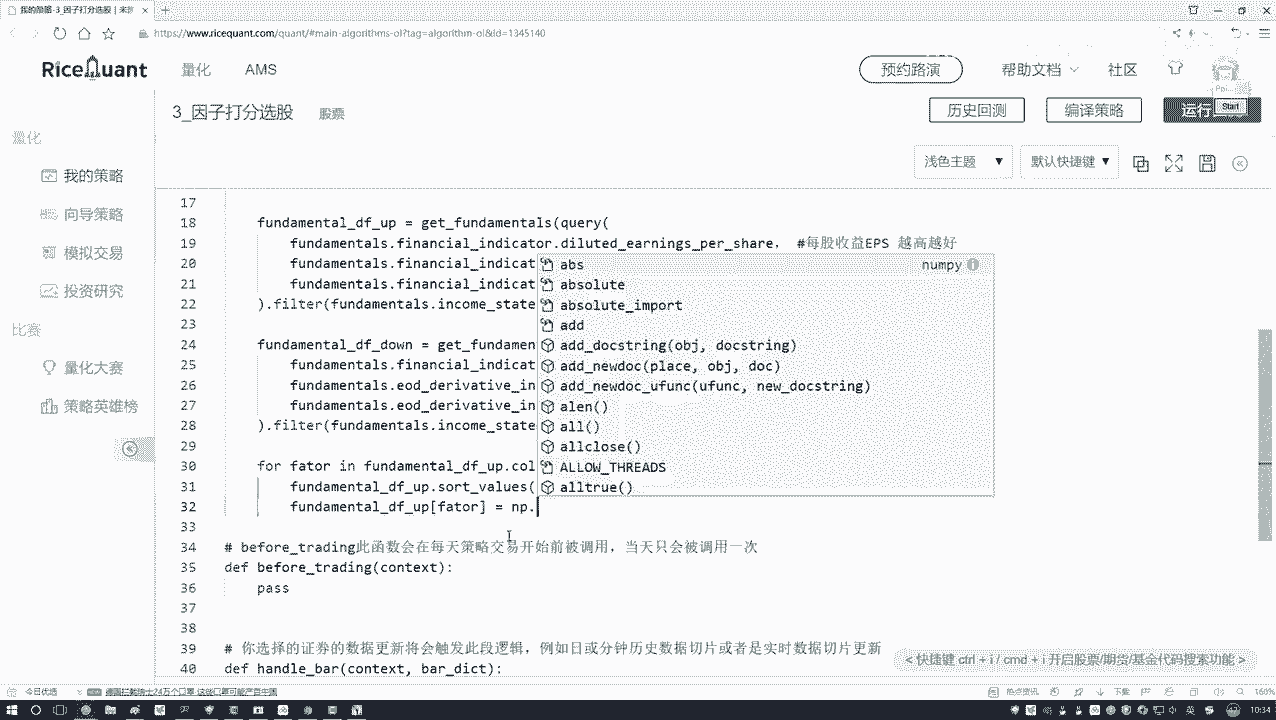 我的策略-3_因子打分选股 | 米
https://www.ricequant.com/quant/#main-algorithms-ol?tag=algorithm-ol&id=1345140
RiceQuant 量化 AMS 预约路演 帮助文档 社区
3_因子打分选股 股票 历史回测 编译策略 运行 Start
量化
浅色主题 ▼ 默认快捷键 ▼
我的策略
向导策略
模拟交易
投资研究
比赛
量化大赛
策略英雄榜
17
18 fundamental_df_up = get_fundamentals(query(
19 fundamentals.financial_indicator.diluted_earnings_per_share, #每股收益EPS 越高越好
20 fundamentals.financial_indicat
21 fundamentals.financial_indicat
22 ).filter(fundamentals.income_state
23
24 fundamental_df_down = get_fundamen
25 fundamentals.financial_indicat
26 fundamentals.eod_derivative_in
27 fundamentals.eod_derivative_in
28 ).filter(fundamentals.income_state
29
30 for fator in fundamental_df_up.col
31 fundamental_df_up.sort_values(
32 fundamental_df_up[fator] = np.
33
34 # before_trading此函数会在每天策略交易开始前被调用，当天只会被调用一次
35 def before_trading(context):
36 pass
37
38
39 # 你选择的证券的数据更新将会触发此段逻辑，例如日或分钟历史数据切片或者是实时数据切片更新
40 def handle_bar(context, bar_dict):
abs numpy
absolute
absolute_import
add
add_docstring(obj, docstring)
add_newdoc(place, obj, doc)
add_newdoc_ufunc(ufunc, new_docstring)
alen()
all()
allclose()
ALLOW_THREADS
alltrue()
< 快捷键 ctrl + i / cmd + i 开启股票/期货/基金代码搜索功能 >
今日优选 热点资讯 下载 160%
英 10:34